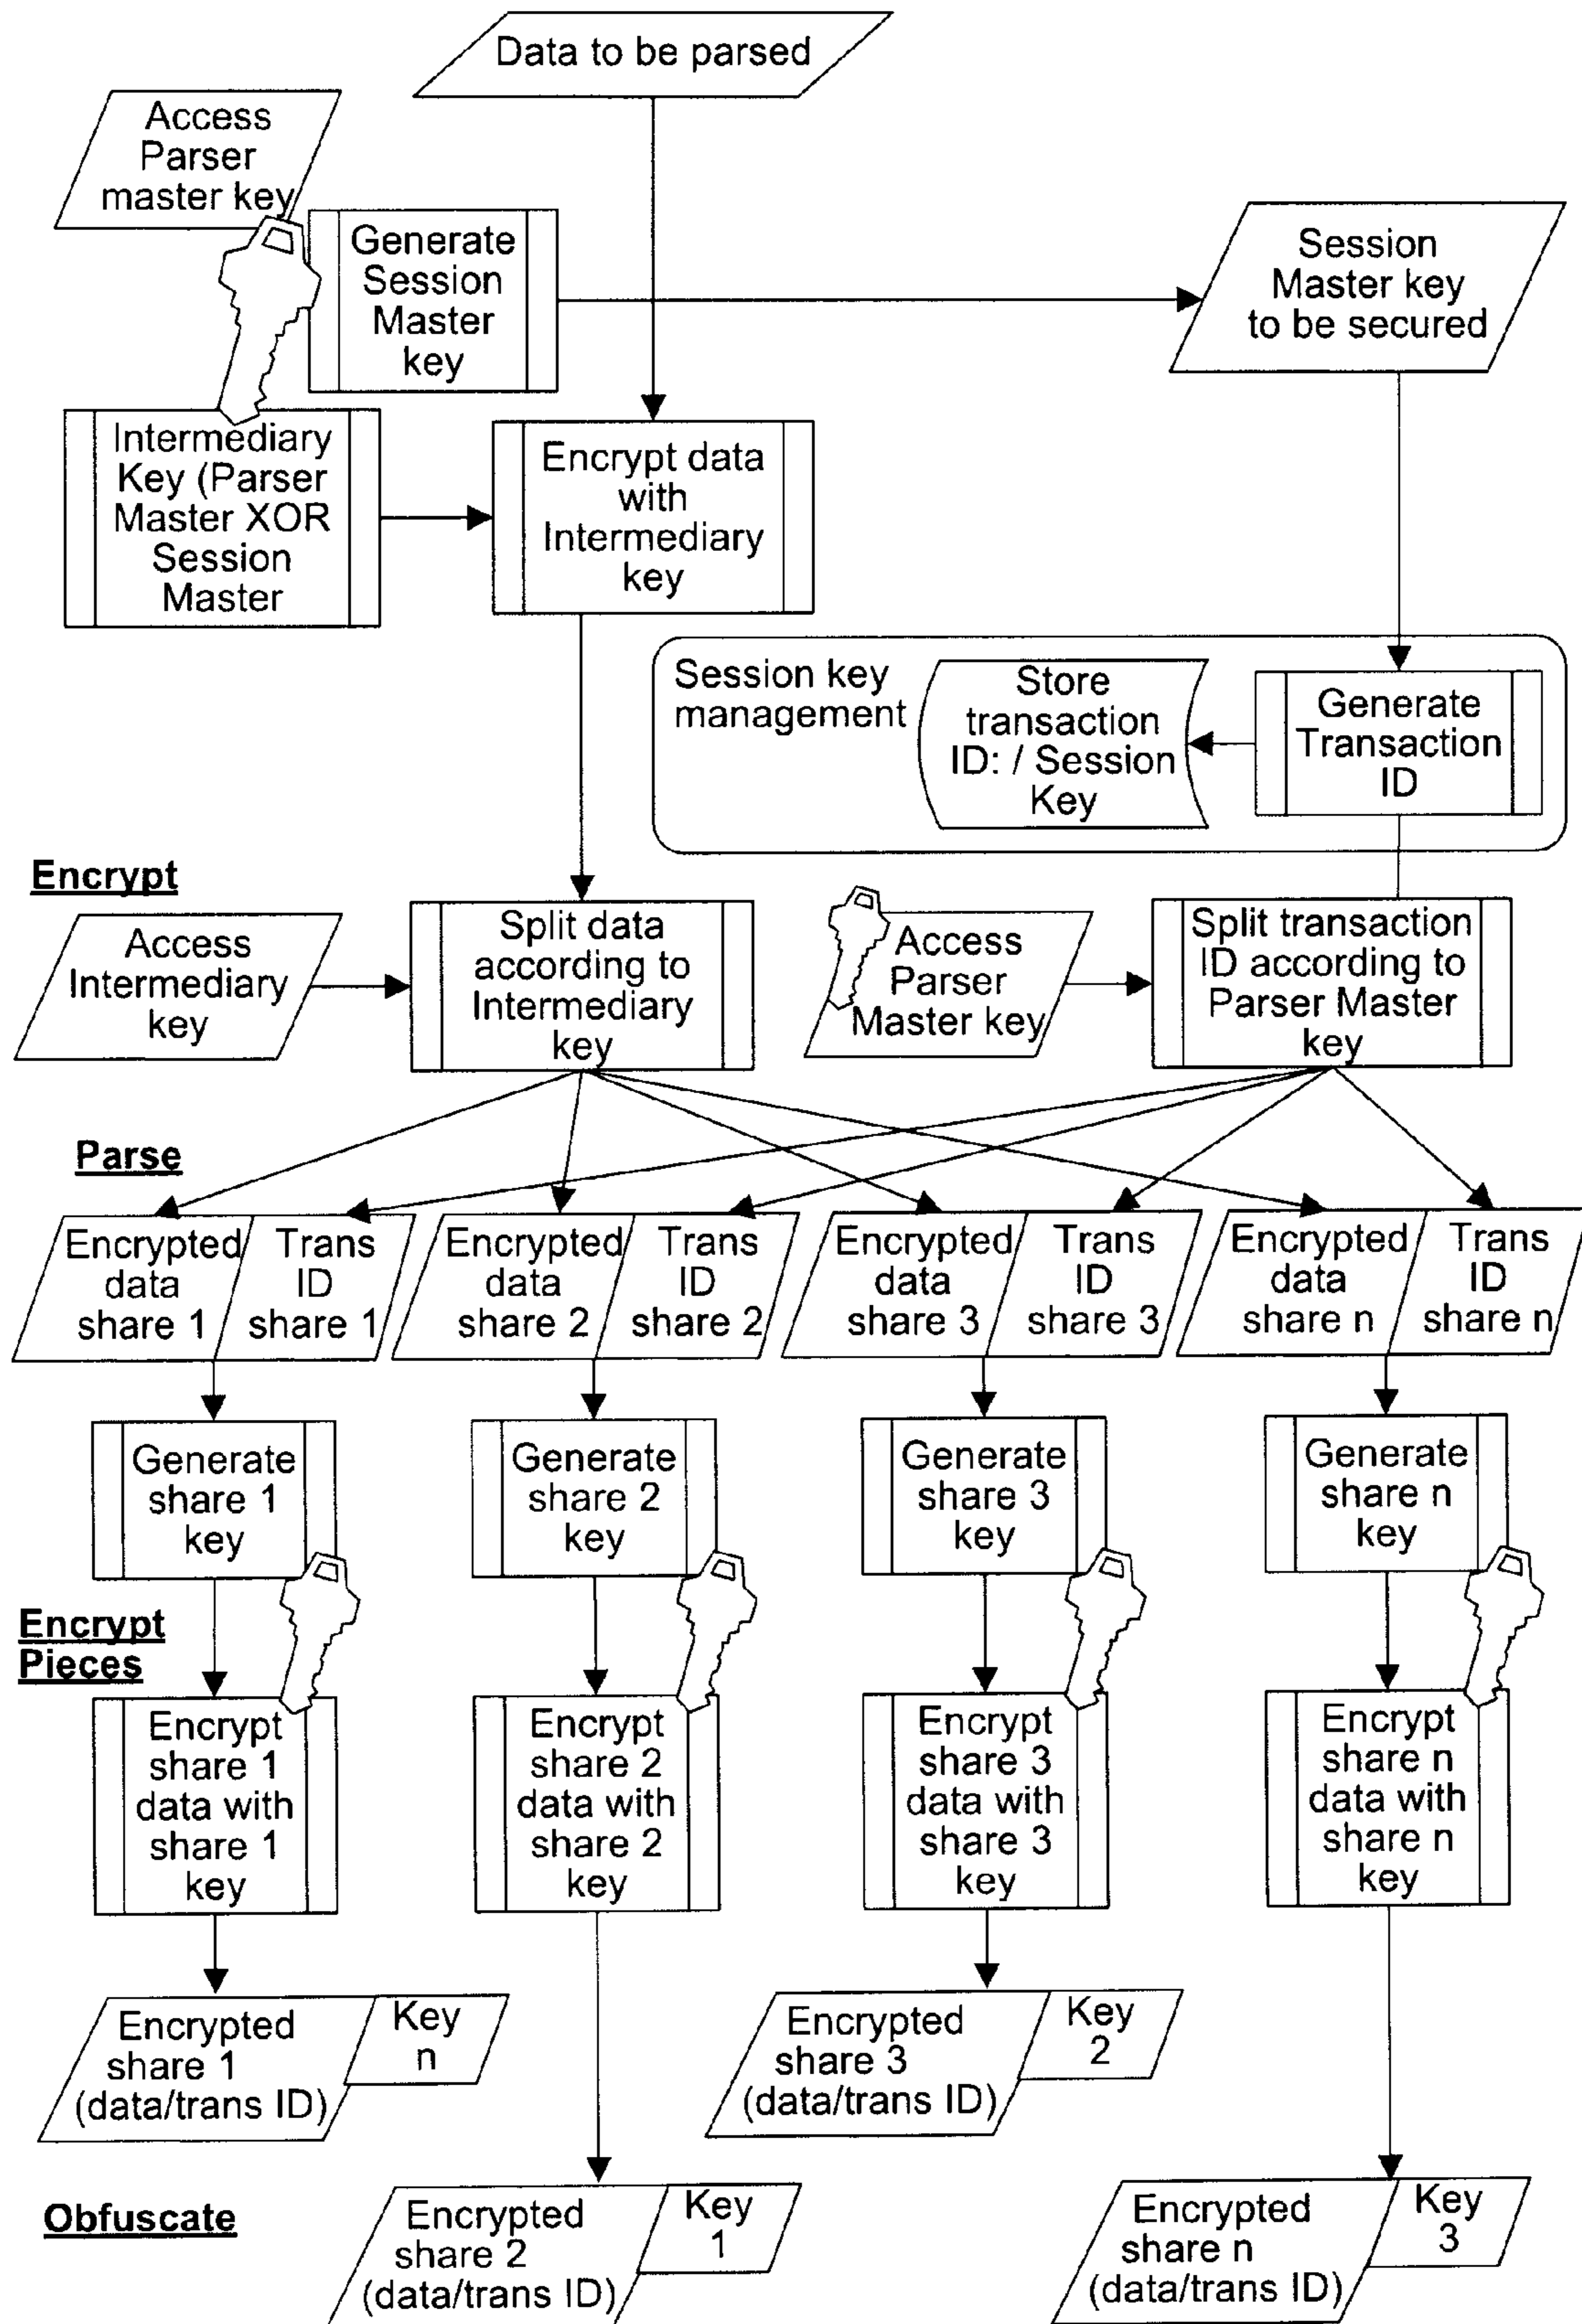 Data to be parsed
Access
Parser
master key
Generate
Session
Master
key
Session
Master key
to be secured
Intermediary
Key (Parser
Master XOR
Session
Master
Encrypt data
with
Intermediary
key
Session key
management
Store
transaction
ID: / Session
Key
Generate
Transaction
ID
Encrypt
Access
Intermediary
key
Split data
according to
Intermediary
key
Access
Parser
Master key
Split transaction
ID according to
Parser Master
key
Parse
Encrypted
data
share 1
Trans
ID
share 1
Encrypted
data
share 2
Trans
ID
share 2
Encrypted
data
share 3
Trans
ID
share 3
Encrypted
data
share n
Trans
ID
share n
Generate
share 1
key
Generate
share 2
key
Generate
share 3
key
Generate
share n
key
Encrypt
Pieces
Encrypt
share 1
data with
share 1
key
Encrypt
share 2
data with
share 2
key
Encrypt
share 3
data with
share 3
key
Encrypt
share n
data with
share n
key
Encrypted
share 1
(data/trans ID)
Key
n
Encrypted
share 3
(data/trans ID)
Key
2
Obfuscate
Encrypted
share 2
(data/trans ID)
Key
1
Encrypted
share n
(data/trans ID)
Key
3